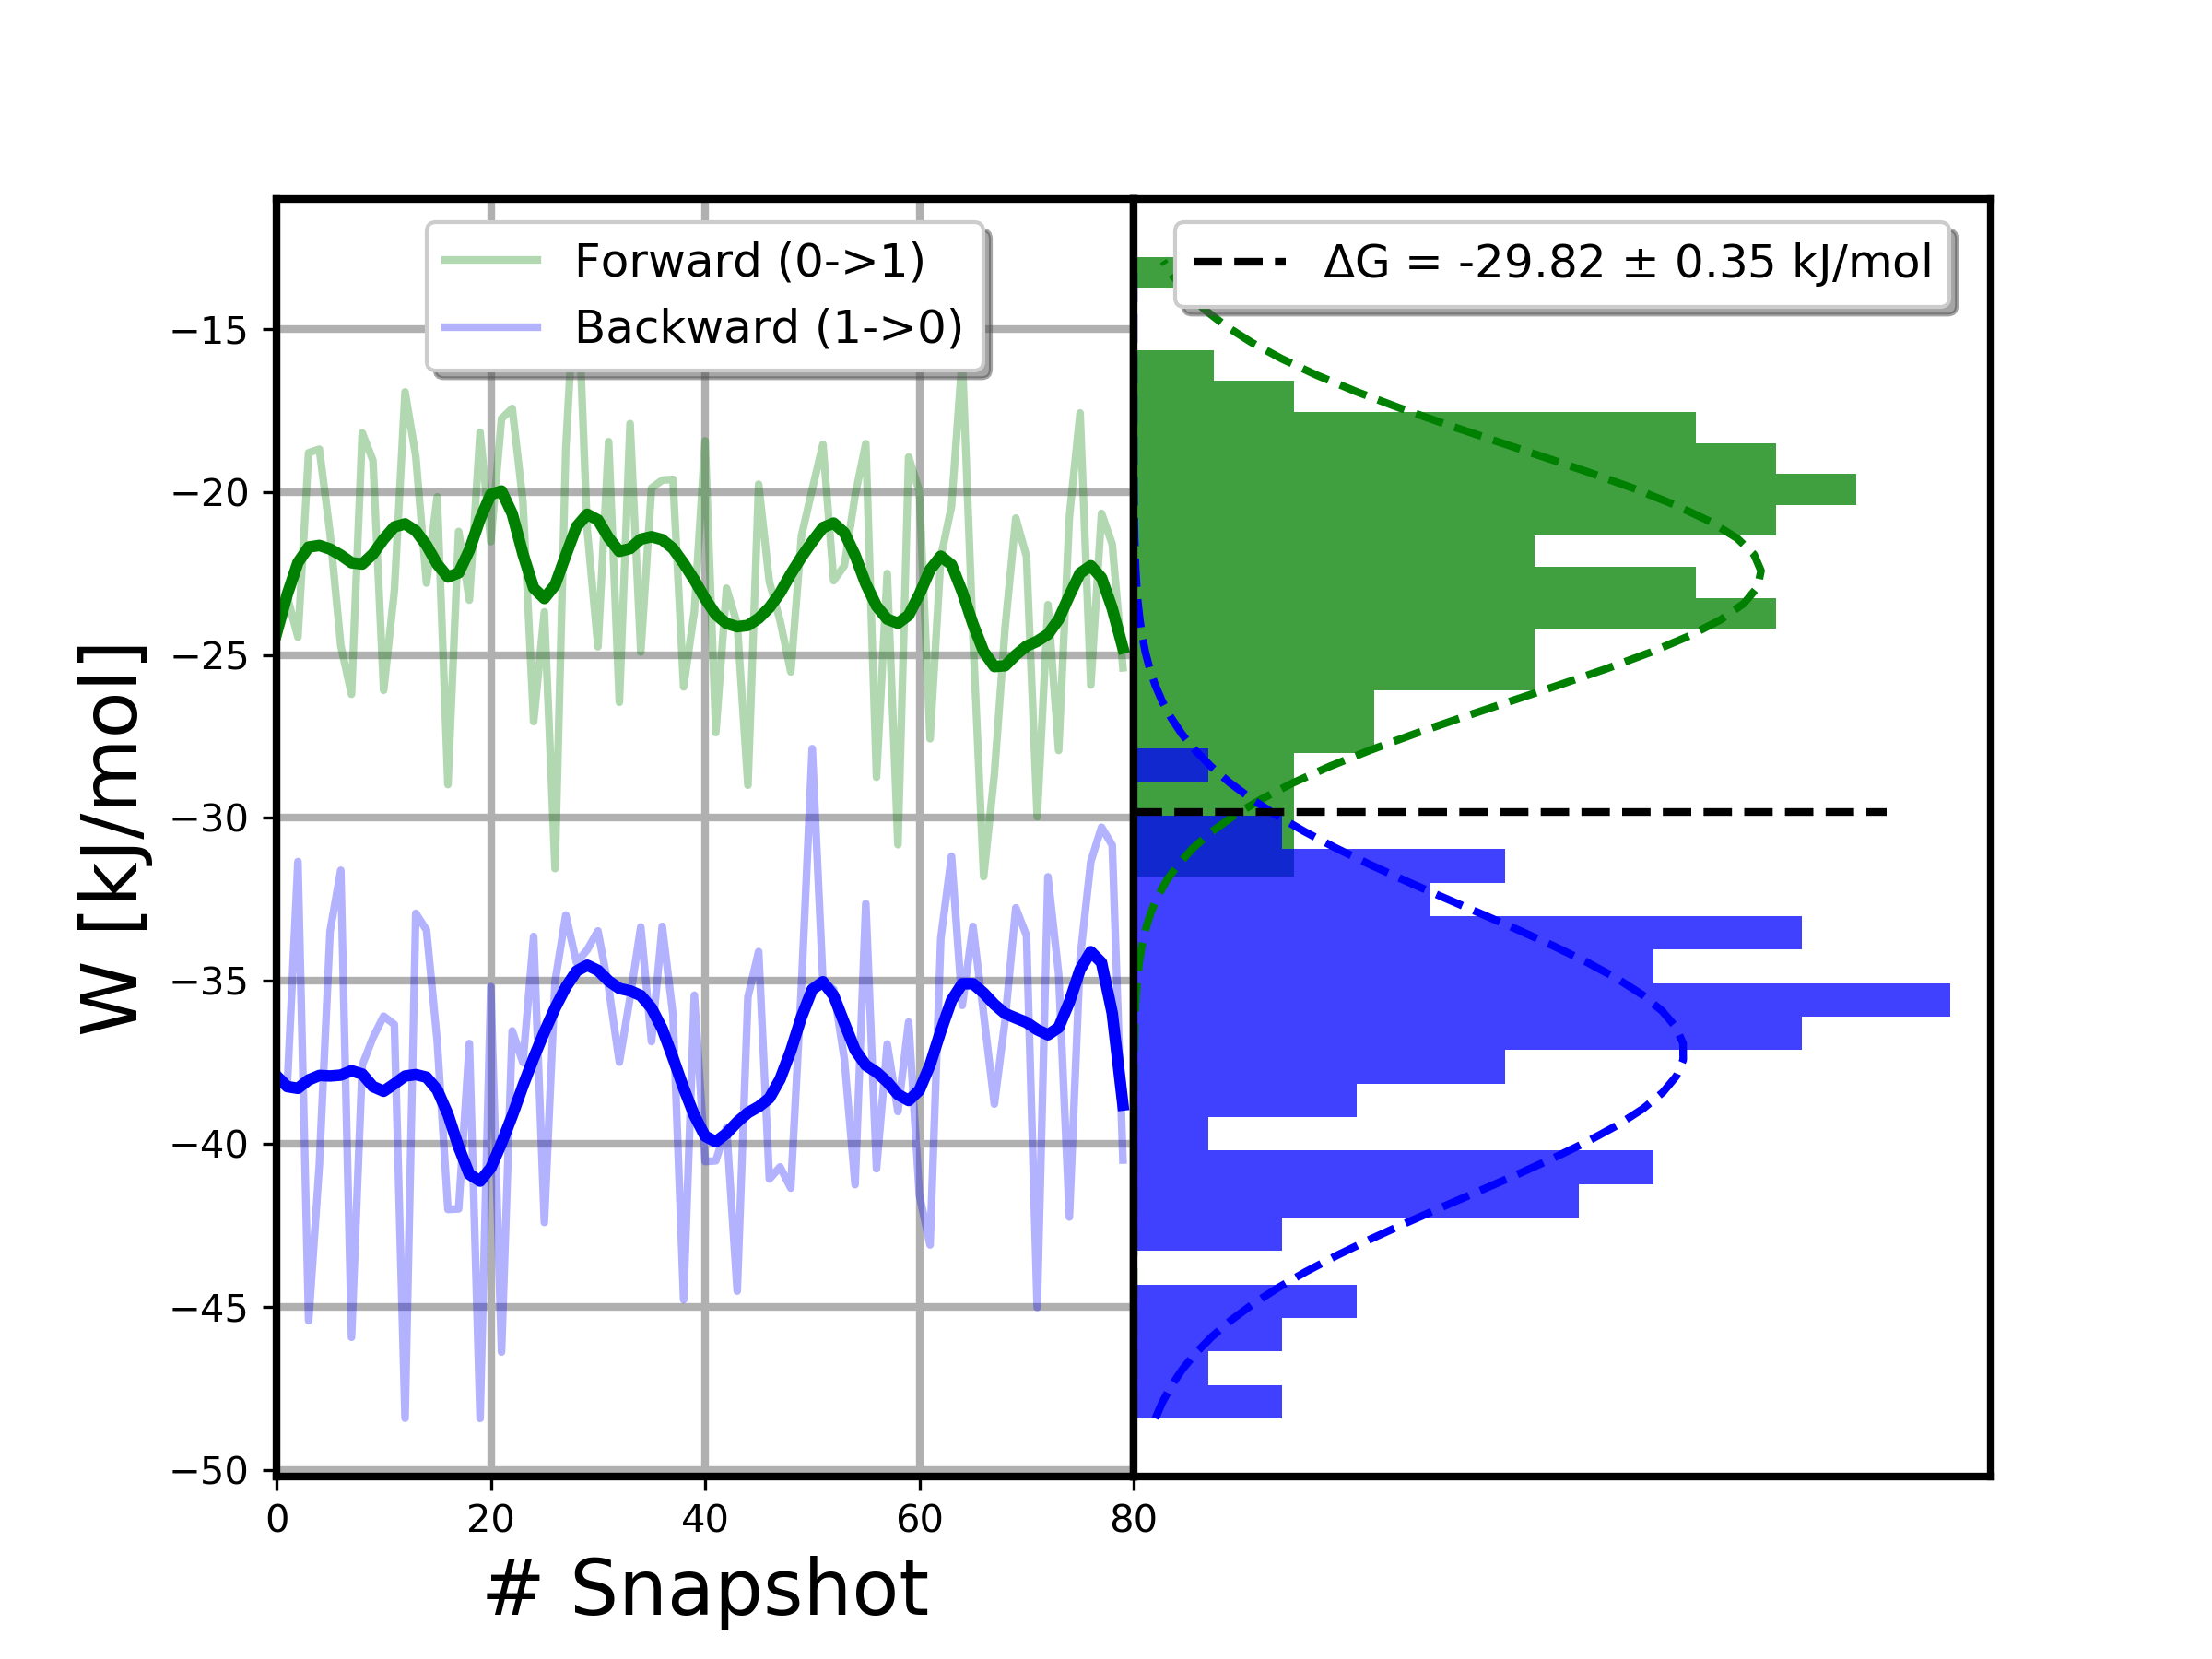 Forward (0->1)
Backward (1->0)
ΔG = -29.82 ± 0.35 kJ/mol
W [kJ/mol]
−15
−20
−25
−30
−35
−40
−45
−50
0 20 40 60 80
# Snapshot